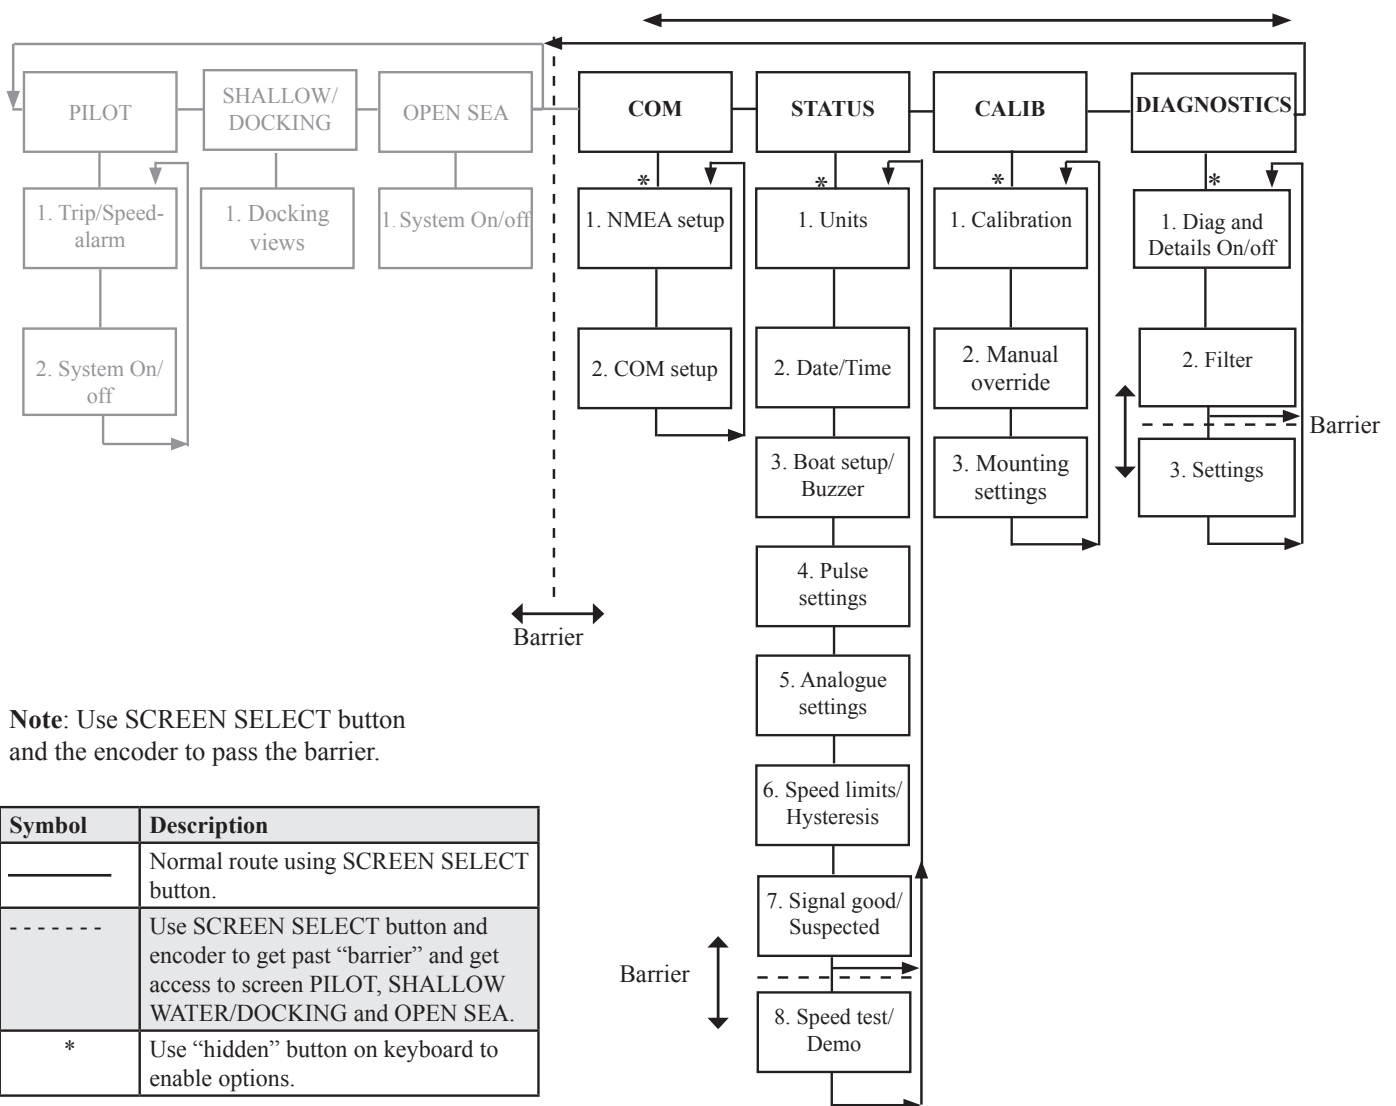 PILOT
SHALLOW/
DOCKING
OPEN SEA
COM
STATUS
CALIB
DIAGNOSTICS
*
*
*
*
1. Trip/Speed-
alarm
1. Docking
views
1. System On/off
1. NMEA setup
1. Units
1. Calibration
1. Diag and
Details On/off
2. System On/
off
2. COM setup
2. Date/Time
2. Manual
override
2. Filter
Barrier
3. Boat setup/
Buzzer
3. Mounting
settings
3. Settings
4. Pulse
settings
Barrier
5. Analogue
settings
6. Speed limits/
Hysteresis
7. Signal good/
Suspected
Barrier
8. Speed test/
Demo
Note: Use SCREEN SELECT button
and the encoder to pass the barrier.
Symbol Description
Normal route using SCREEN SELECT
button.
- - - - - - - Use SCREEN SELECT button and
encoder to get past “barrier” and get
access to screen PILOT, SHALLOW
WATER/DOCKING and OPEN SEA.
* Use “hidden” button on keyboard to
enable options.